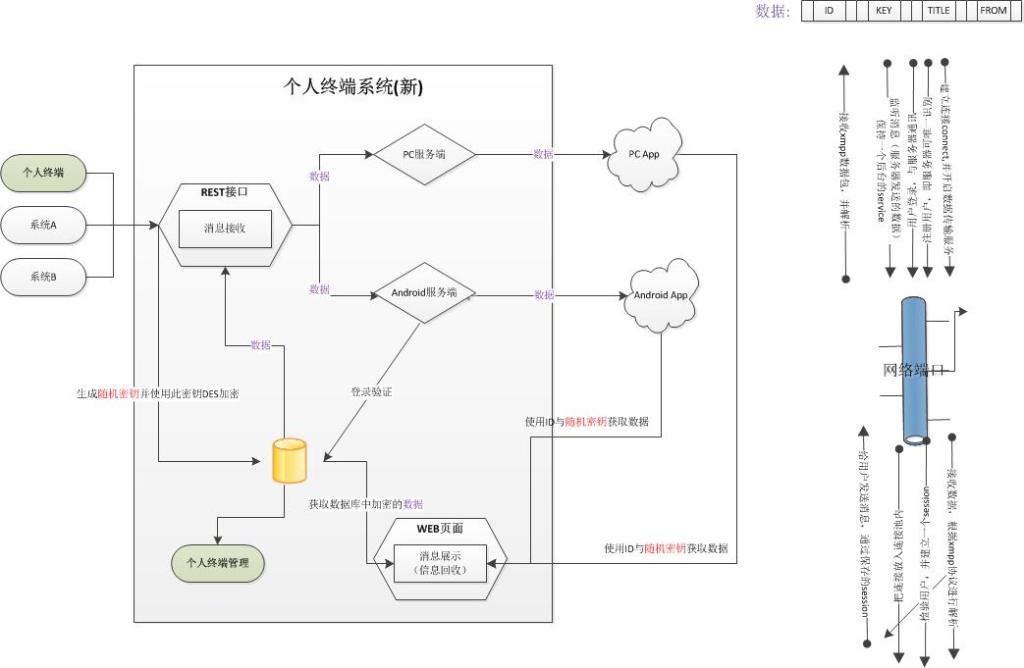 数据:
ID
KEY
TITLE
FROM
个人终端系统(新)
个人终端
系统A
系统B
REST接口
消息接收
PC服务端
数据
数据
PC App
Android服务端
数据
数据
Android App
数据
登录验证
生成随机密钥并使用此密钥DES加密
使用ID与随机密钥获取数据
获取数据库中加密的数据
WEB页面
消息展示
(信息回收)
使用ID与随机密钥获取数据
个人终端管理
接收xmpp数据包,并解析
监听消息(服务器发送的数据)
保持一个后台的service
用户登录,与服务器通讯
注册用户,即服务器问唯一标识
建立连接connect,并开启数据传输服务
网络端口
给用户发送消息,通过保存的session
把连接放入连接池内
检验用户,并建立一个session
接收数据,根据xmpp协议进行解析